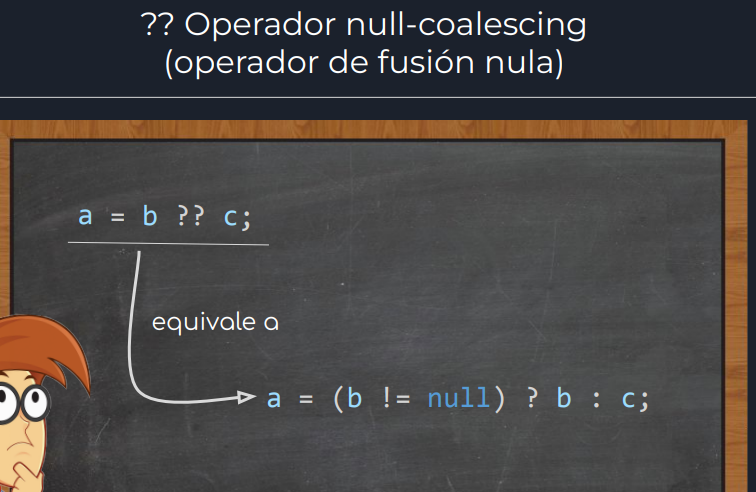 ?? Operador null-coalescing
(operador de fusión nula)
a = b ?? c;
equivale a
a = (b != null) ? b : c;